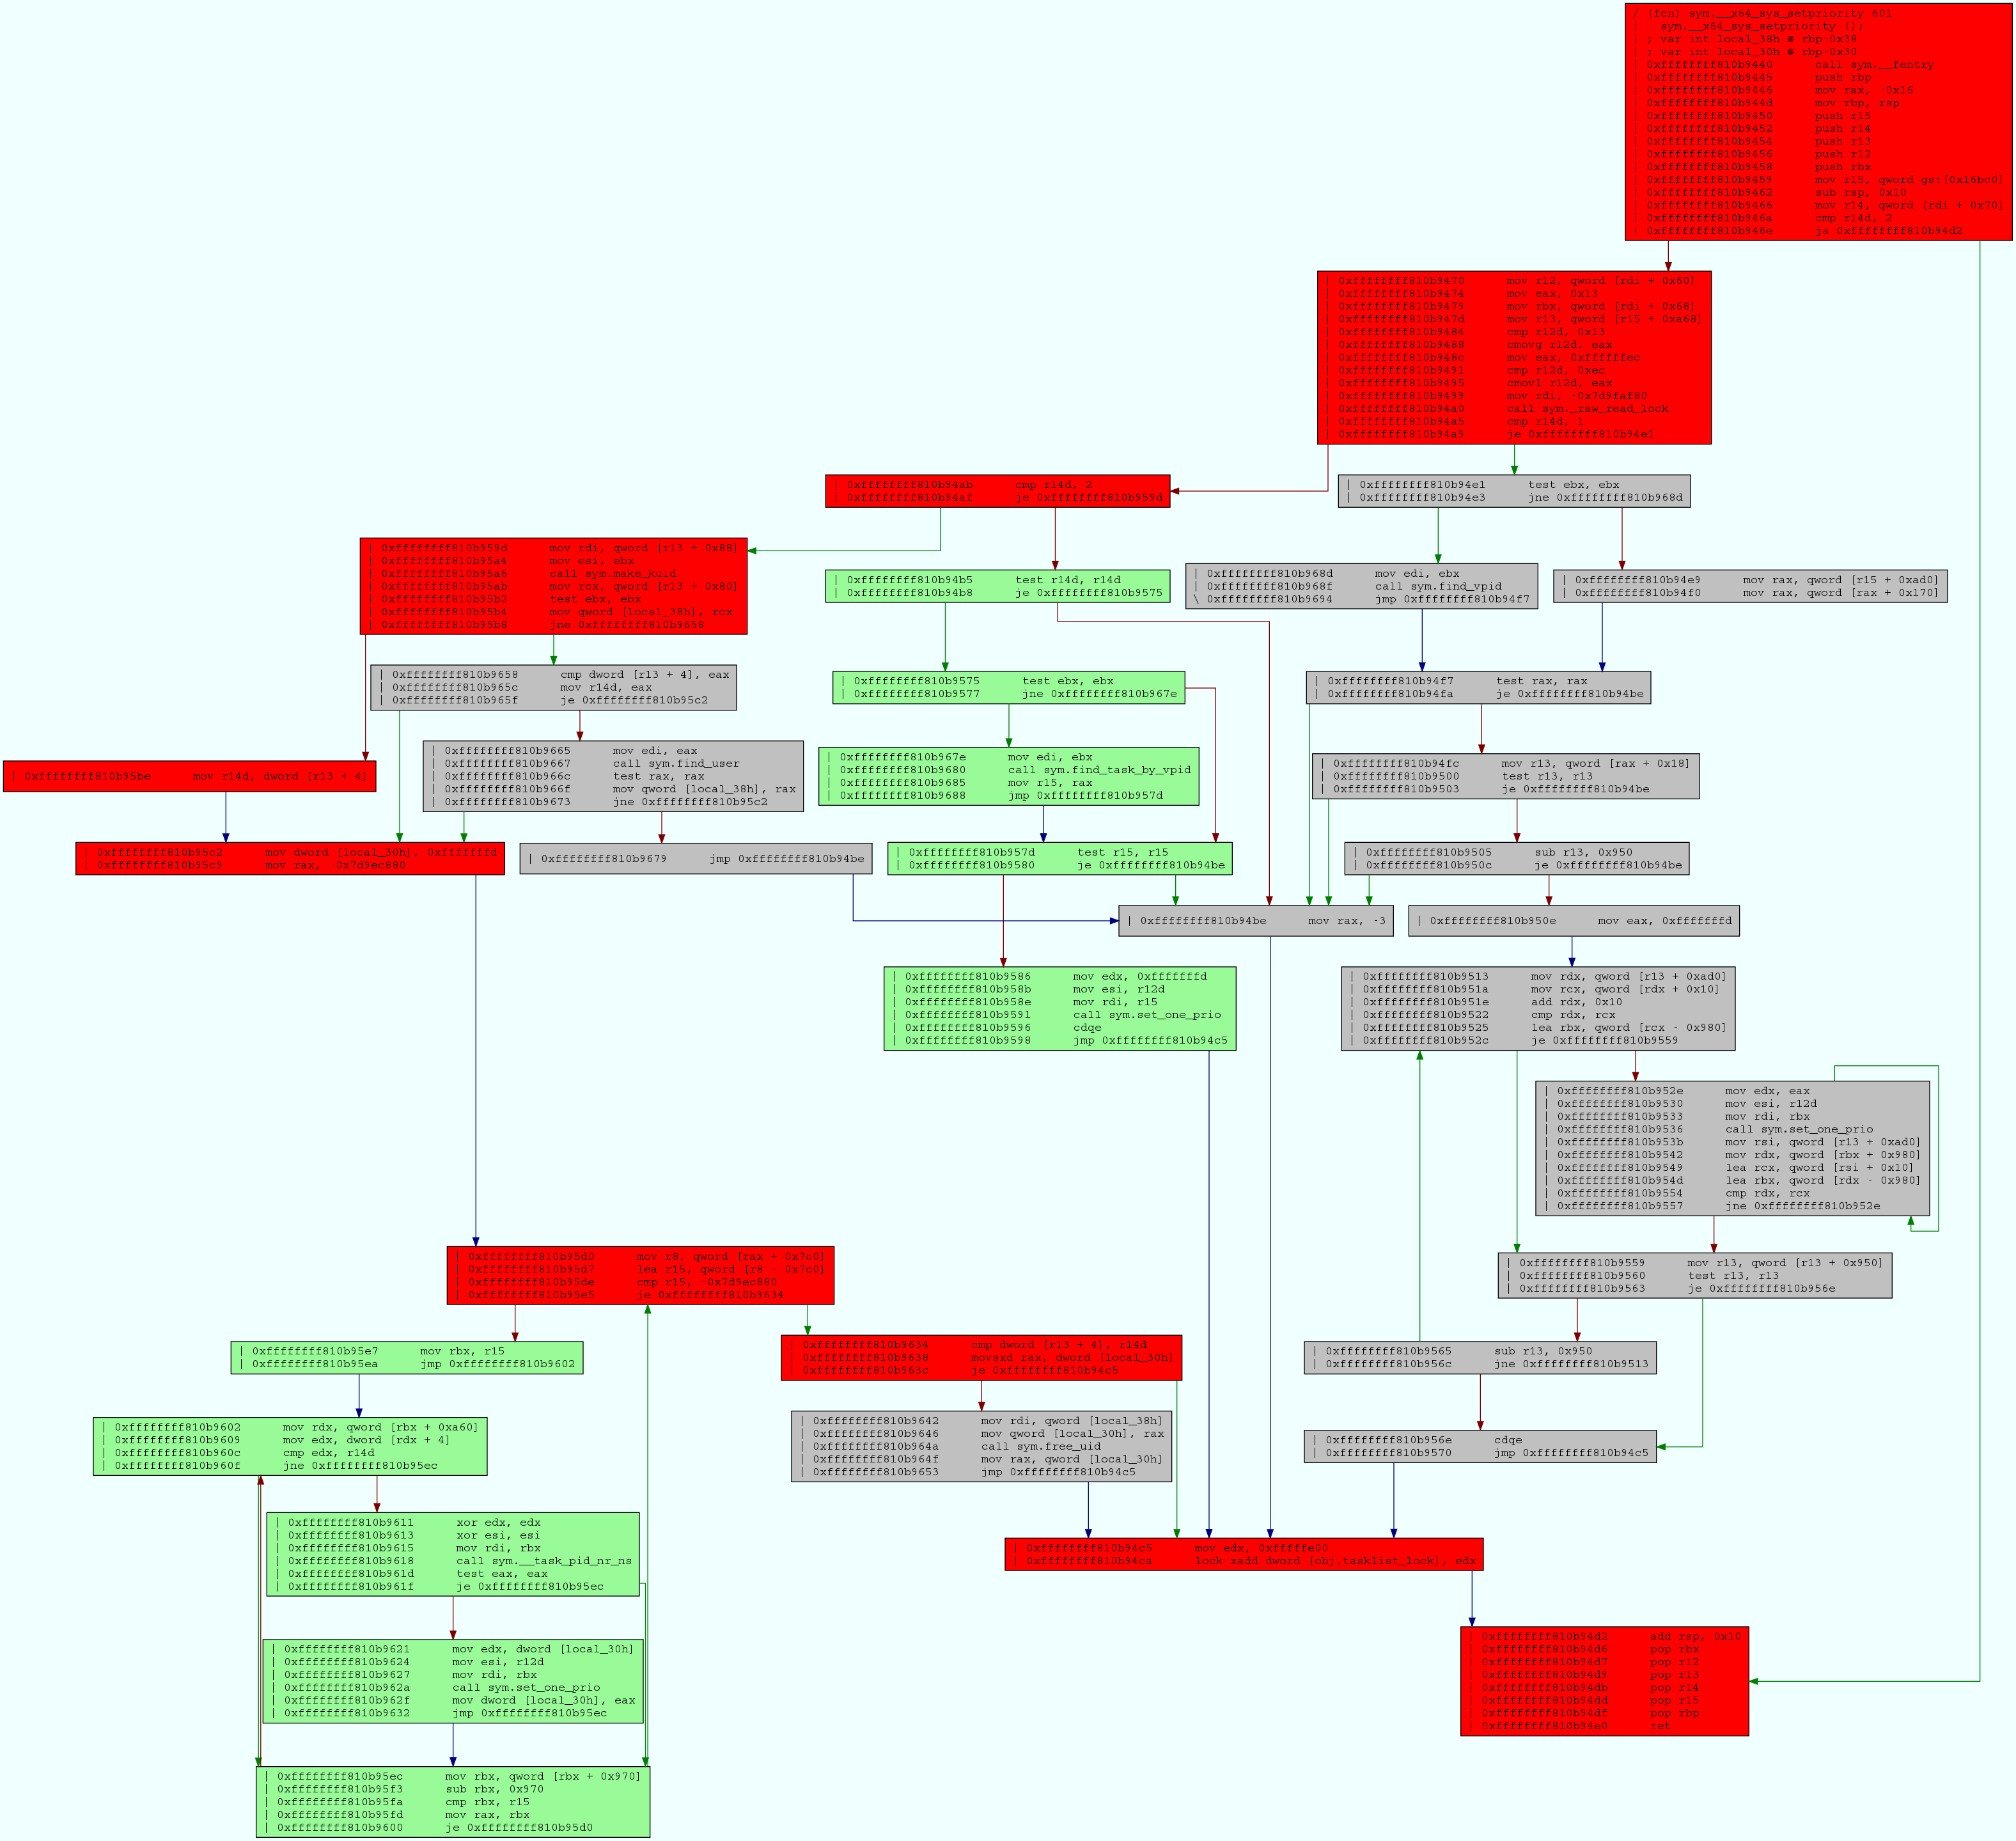 / (fcn) sym.__x64_sys_setpriority 601
|   sym.__x64_sys_setpriority ();
| ; var int local_38h @ rbp-0x38
| ; var int local_30h @ rbp-0x30
| 0xffffffff810b9440      call sym.__fentry
| 0xffffffff810b9445      push rbp
| 0xffffffff810b9446      mov rax, -0x16
| 0xffffffff810b944d      mov rbp, rsp
| 0xffffffff810b9450      push r15
| 0xffffffff810b9452      push r14
| 0xffffffff810b9454      push r13
| 0xffffffff810b9456      push r12
| 0xffffffff810b9458      push rbx
| 0xffffffff810b9459      mov r15, qword gs:[0x16bc0]
| 0xffffffff810b9462      sub rsp, 0x10
| 0xffffffff810b9466      mov r14, qword [rdi + 0x70]
| 0xffffffff810b946a      cmp r14d, 2
| 0xffffffff810b946e      ja 0xffffffff810b94d2
| 0xffffffff810b9470      mov r12, qword [rdi + 0x60]
| 0xffffffff810b9474      mov eax, 0x13
| 0xffffffff810b9479      mov rbx, qword [rdi + 0x68]
| 0xffffffff810b947d      mov r13, qword [r15 + 0xa68]
| 0xffffffff810b9484      cmp r12d, 0x13
| 0xffffffff810b9488      cmovg r12d, eax
| 0xffffffff810b948c      mov eax, 0xffffffec
| 0xffffffff810b9491      cmp r12d, 0xec
| 0xffffffff810b9495      cmovl r12d, eax
| 0xffffffff810b9499      mov rdi, -0x7d9faf80
| 0xffffffff810b94a0      call sym._raw_read_lock
| 0xffffffff810b94a5      cmp r14d, 1
| 0xffffffff810b94a9      je 0xffffffff810b94e1
| 0xffffffff810b94ab      cmp r14d, 2
| 0xffffffff810b94af      je 0xffffffff810b959d
| 0xffffffff810b94e1      test ebx, ebx
| 0xffffffff810b94e3      jne 0xffffffff810b968d
| 0xffffffff810b959d      mov rdi, qword [r13 + 0x88]
| 0xffffffff810b95a4      mov esi, ebx
| 0xffffffff810b95a6      call sym.make_kuid
| 0xffffffff810b95ab      mov rcx, qword [r13 + 0x80]
| 0xffffffff810b95b2      test ebx, ebx
| 0xffffffff810b95b4      mov qword [local_38h], rcx
| 0xffffffff810b95b8      jne 0xffffffff810b9658
| 0xffffffff810b94b5      test r14d, r14d
| 0xffffffff810b94b8      je 0xffffffff810b9575
| 0xffffffff810b968d      mov edi, ebx
| 0xffffffff810b968f      call sym.find_vpid
\ 0xffffffff810b9694      jmp 0xffffffff810b94f7
| 0xffffffff810b94e9      mov rax, qword [r15 + 0xad0]
| 0xffffffff810b94f0      mov rax, qword [rax + 0x170]
| 0xffffffff810b9658      cmp dword [r13 + 4], eax
| 0xffffffff810b965c      mov r14d, eax
| 0xffffffff810b965f      je 0xffffffff810b95c2
| 0xffffffff810b9575      test ebx, ebx
| 0xffffffff810b9577      jne 0xffffffff810b967e
| 0xffffffff810b94f7      test rax, rax
| 0xffffffff810b94fa      je 0xffffffff810b94be
| 0xffffffff810b95be      mov r14d, dword [r13 + 4]
| 0xffffffff810b9665      mov edi, eax
| 0xffffffff810b9667      call sym.find_user
| 0xffffffff810b966c      test rax, rax
| 0xffffffff810b966f      mov qword [local_38h], rax
| 0xffffffff810b9673      jne 0xffffffff810b95c2
| 0xffffffff810b967e      mov edi, ebx
| 0xffffffff810b9680      call sym.find_task_by_vpid
| 0xffffffff810b9685      mov r15, rax
| 0xffffffff810b9688      jmp 0xffffffff810b957d
| 0xffffffff810b94fc      mov r13, qword [rax + 0x18]
| 0xffffffff810b9500      test r13, r13
| 0xffffffff810b9503      je 0xffffffff810b94be
| 0xffffffff810b95c2      mov dword [local_30h], 0xfffffffd
| 0xffffffff810b95c9      mov rax, -0x7d9ec880
| 0xffffffff810b9679      jmp 0xffffffff810b94be
| 0xffffffff810b957d      test r15, r15
| 0xffffffff810b9580      je 0xffffffff810b94be
| 0xffffffff810b9505      sub r13, 0x950
| 0xffffffff810b950c      je 0xffffffff810b94be
| 0xffffffff810b94be      mov rax, -3
| 0xffffffff810b950e      mov eax, 0xfffffffd
| 0xffffffff810b9586      mov edx, 0xfffffffd
| 0xffffffff810b958b      mov esi, r12d
| 0xffffffff810b958e      mov rdi, r15
| 0xffffffff810b9591      call sym.set_one_prio
| 0xffffffff810b9596      cdqe
| 0xffffffff810b9598      jmp 0xffffffff810b94c5
| 0xffffffff810b9513      mov rdx, qword [r13 + 0xad0]
| 0xffffffff810b951a      mov rcx, qword [rdx + 0x10]
| 0xffffffff810b951e      add rdx, 0x10
| 0xffffffff810b9522      cmp rdx, rcx
| 0xffffffff810b9525      lea rbx, qword [rcx - 0x980]
| 0xffffffff810b952c      je 0xffffffff810b9559
| 0xffffffff810b952e      mov edx, eax
| 0xffffffff810b9530      mov esi, r12d
| 0xffffffff810b9533      mov rdi, rbx
| 0xffffffff810b9536      call sym.set_one_prio
| 0xffffffff810b953b      mov rsi, qword [r13 + 0xad0]
| 0xffffffff810b9542      mov rdx, qword [rbx + 0x980]
| 0xffffffff810b9549      lea rcx, qword [rsi + 0x10]
| 0xffffffff810b954d      lea rbx, qword [rdx - 0x980]
| 0xffffffff810b9554      cmp rdx, rcx
| 0xffffffff810b9557      jne 0xffffffff810b952e
| 0xffffffff810b95d0      mov r8, qword [rax + 0x7c0]
| 0xffffffff810b95d7      lea r15, qword [r8 - 0x7c0]
| 0xffffffff810b95de      cmp r15, -0x7d9ec880
| 0xffffffff810b95e5      je 0xffffffff810b9634
| 0xffffffff810b9559      mov r13, qword [r13 + 0x950]
| 0xffffffff810b9560      test r13, r13
| 0xffffffff810b9563      je 0xffffffff810b956e
| 0xffffffff810b95e7      mov rbx, r15
| 0xffffffff810b95ea      jmp 0xffffffff810b9602
| 0xffffffff810b9634      cmp dword [r13 + 4], r14d
| 0xffffffff810b9638      movsxd rax, dword [local_30h]
| 0xffffffff810b963c      je 0xffffffff810b94c5
| 0xffffffff810b9565      sub r13, 0x950
| 0xffffffff810b956c      jne 0xffffffff810b9513
| 0xffffffff810b9602      mov rdx, qword [rbx + 0xa60]
| 0xffffffff810b9609      mov edx, dword [rdx + 4]
| 0xffffffff810b960c      cmp edx, r14d
| 0xffffffff810b960f      jne 0xffffffff810b95ec
| 0xffffffff810b9642      mov rdi, qword [local_38h]
| 0xffffffff810b9646      mov qword [local_30h], rax
| 0xffffffff810b964a      call sym.free_uid
| 0xffffffff810b964f      mov rax, qword [local_30h]
| 0xffffffff810b9653      jmp 0xffffffff810b94c5
| 0xffffffff810b956e      cdqe
| 0xffffffff810b9570      jmp 0xffffffff810b94c5
| 0xffffffff810b9611      xor edx, edx
| 0xffffffff810b9613      xor esi, esi
| 0xffffffff810b9615      mov rdi, rbx
| 0xffffffff810b9618      call sym.__task_pid_nr_ns
| 0xffffffff810b961d      test eax, eax
| 0xffffffff810b961f      je 0xffffffff810b95ec
| 0xffffffff810b94c5      mov edx, 0xfffffe00
| 0xffffffff810b94ca      lock xadd dword [obj.tasklist_lock], edx
| 0xffffffff810b9621      mov edx, dword [local_30h]
| 0xffffffff810b9624      mov esi, r12d
| 0xffffffff810b9627      mov rdi, rbx
| 0xffffffff810b962a      call sym.set_one_prio
| 0xffffffff810b962f      mov dword [local_30h], eax
| 0xffffffff810b9632      jmp 0xffffffff810b95ec
| 0xffffffff810b94d2      add rsp, 0x10
| 0xffffffff810b94d6      pop rbx
| 0xffffffff810b94d7      pop r12
| 0xffffffff810b94d9      pop r13
| 0xffffffff810b94db      pop r14
| 0xffffffff810b94dd      pop r15
| 0xffffffff810b94df      pop rbp
| 0xffffffff810b94e0      ret
| 0xffffffff810b95ec      mov rbx, qword [rbx + 0x970]
| 0xffffffff810b95f3      sub rbx, 0x970
| 0xffffffff810b95fa      cmp rbx, r15
| 0xffffffff810b95fd      mov rax, rbx
| 0xffffffff810b9600      je 0xffffffff810b95d0